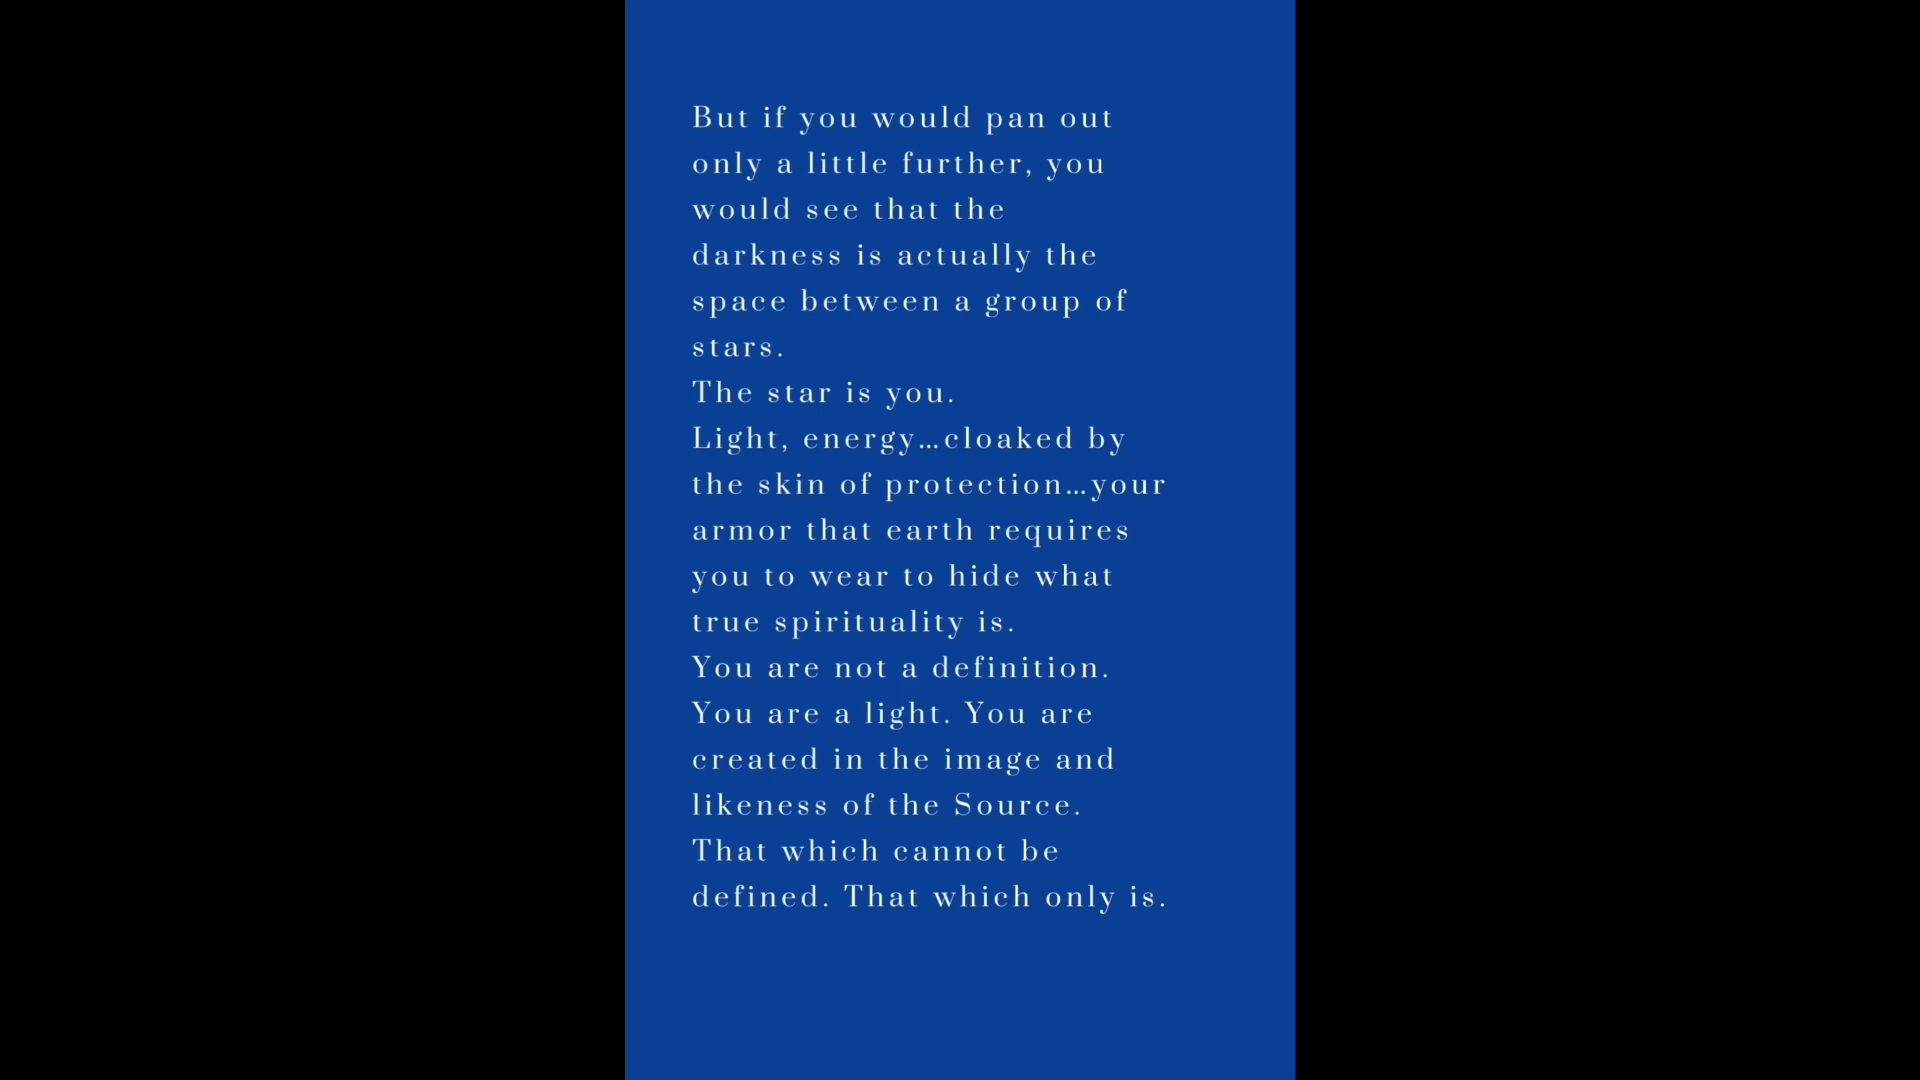 But if you would pan out
only a little further, you
would see that the
darkness is actually the
space between a group of
stars.
The star is you.
Light, energy...cloaked by
the skin of protection...your
armor that earth requires
you to wear to hide what
true spirituality is.
You are not a definition.
You are a light. You are
created in the image and
likeness of the Source.
That which cannot be
defined. That which only is.